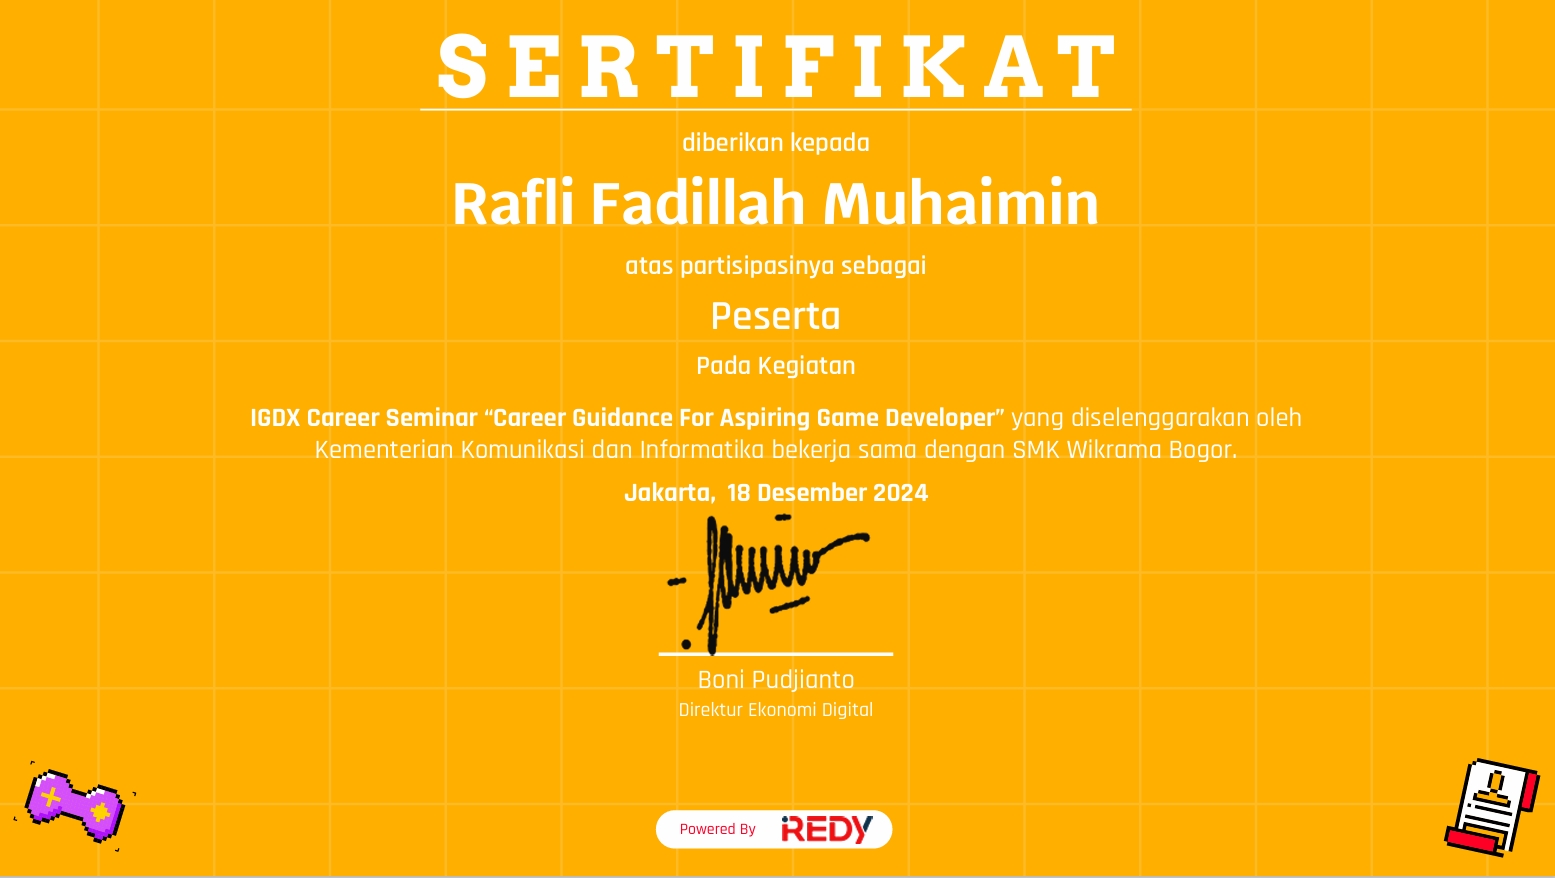 SERTIFIKAT
diberikan kepada
Rafli Fadillah Muhaimin
atas partisipasinya sebagai
Peserta
Pada Kegiatan
IGDX Career Seminar “Career Guidance For Aspiring Game Developer” yang diselenggarakan oleh
Kementerian Komunikasi dan Informatika bekerja sama dengan SMK Wikrama Bogor.
Jakarta, 18 Desember 2024
Boni Pudjianto
Direktur Ekonomi Digital
Powered By REDY